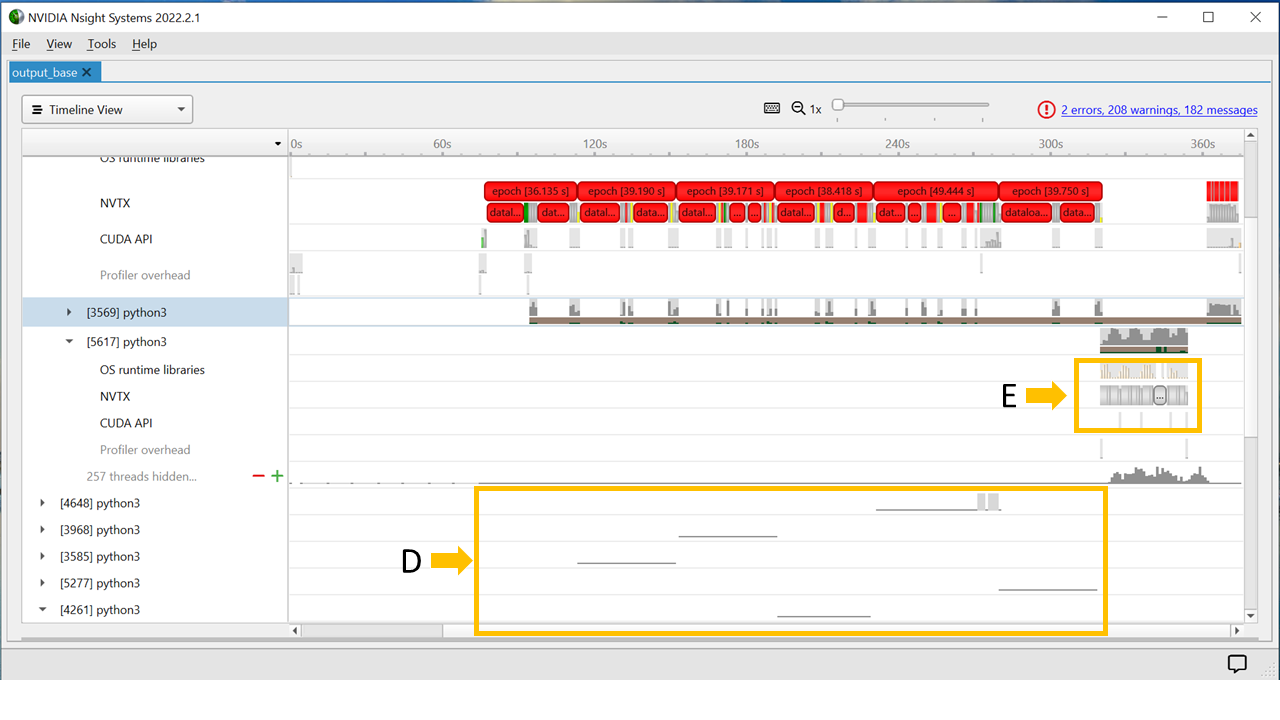 NVIDIA Nsight Systems 2022.2.1
File View Tools Help
output_base
Timeline View
1x
2 errors, 208 warnings, 182 messages
0s 60s 120s 180s 240s 300s 360s
OS runtime libraries
epoch [36.135 s] epoch [39.190 s] epoch [39.171 s] epoch [38.418 s] epoch [49.444 s] epoch [39.750 s]
NVTX
datal... dat... datal... data... datal... ... ... datal... d... dat... ... ... dataloa... data...
CUDA API
Profiler overhead
[3569] python3
[5617] python3
OS runtime libraries
NVTX
...
E
CUDA API
Profiler overhead
257 threads hidden...
[4648] python3
[3968] python3
[3585] python3
D
[5277] python3
[4261] python3